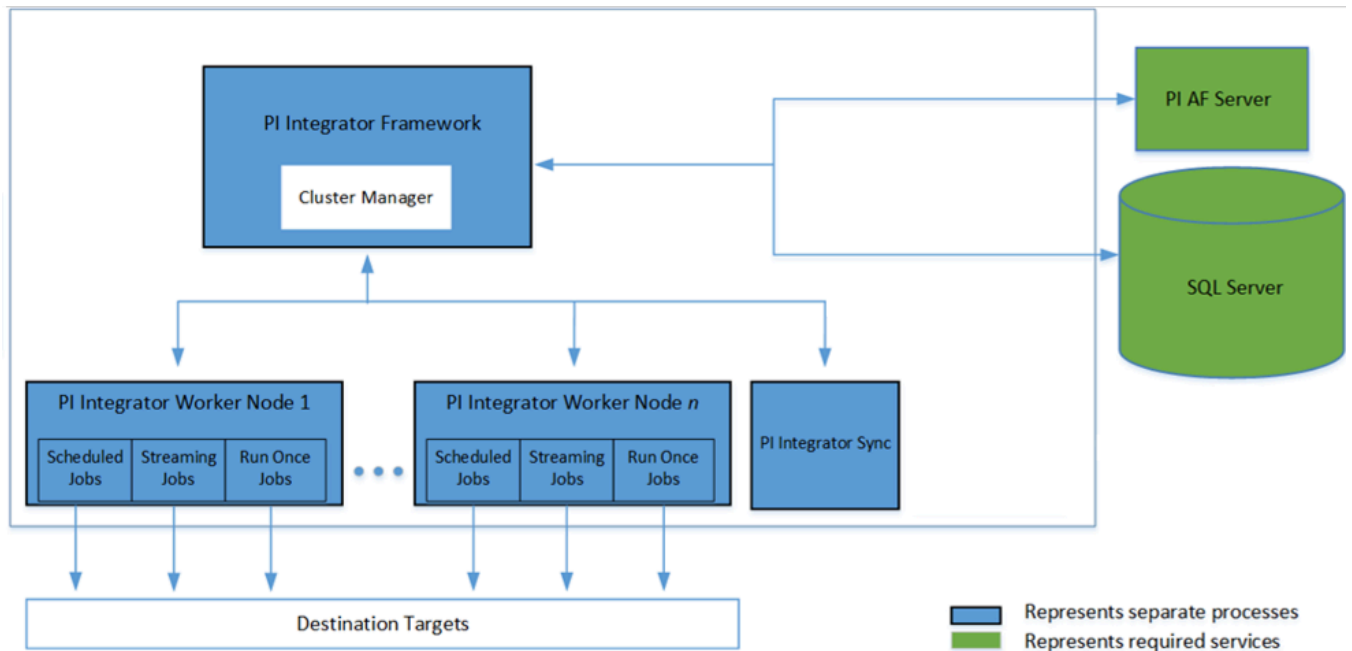 PI Integrator Framework
Cluster Manager
PI AF Server
SQL Server
PI Integrator Worker Node 1
Scheduled
Jobs
Streaming
Jobs
Run Once
Jobs
PI Integrator Worker Node n
Scheduled
Jobs
Streaming
Jobs
Run Once
Jobs
PI Integrator Sync
Destination Targets
Represents separate processes
Represents required services